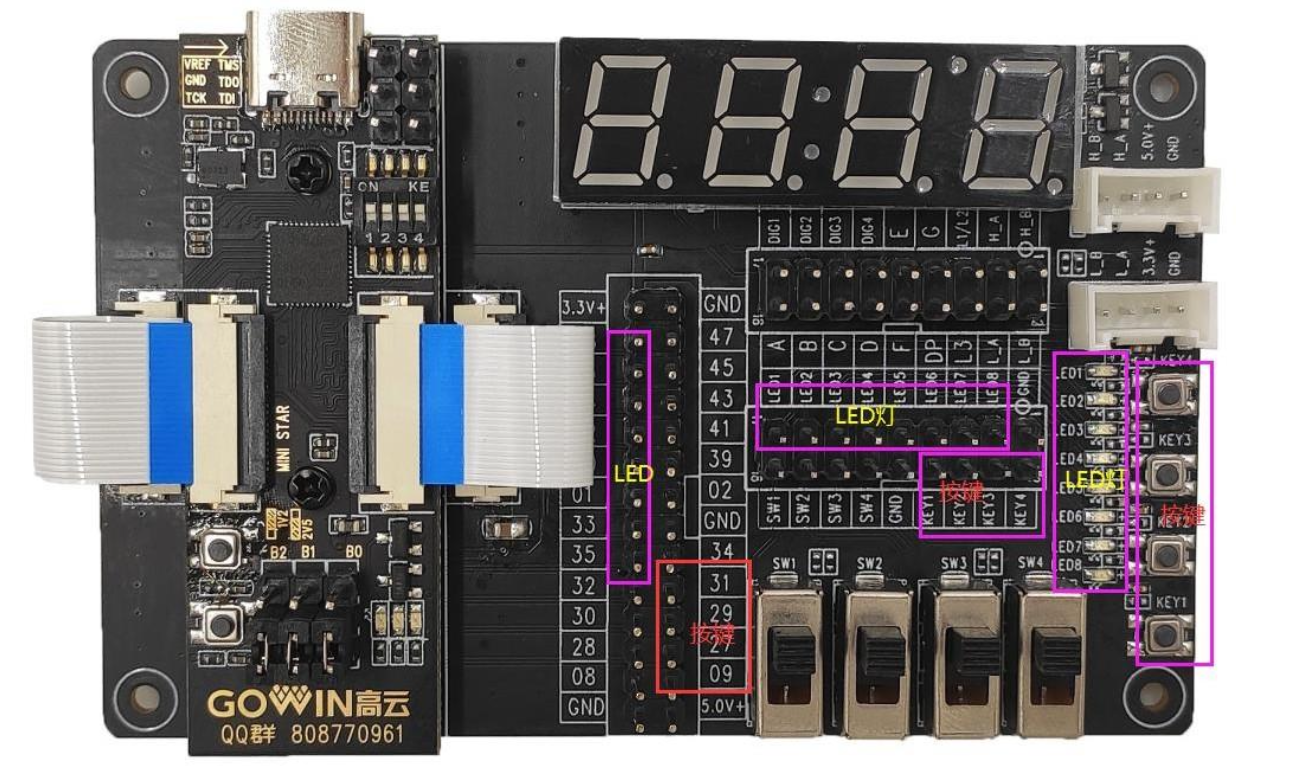 VREF TMS
GND TDO
TCK TDI
ON KE
1 2 3 4
MINI STAR
1V2
2V5
B2 B1 B0
GOWIN高云
QQ群 808770961
3.3V+ GND
47
45
43
41
39
01 02
33 GND
35 34
32 31
30 29
28 27
08 09
GND 5.0V+
LED
按键
DIG1 DIG2 DIG3 DIG4 E G L1/L2 H_A H_B
A B C D F DP L3 L_A L_B
LED1 LED2 LED3 LED4 LED5 LED6 LED7 LED8 GND
LED灯
SW1 SW2 SW3 SW4 GND KEY1 KEY3 KEY4
按键
SW1 SW2 SW3 SW4
H_B H_A 5.0V+ GND
L_B L_A 3.3V+ GND
LED1
LED2
LED3
LED4
LED灯
LED6
LED7
LED8
KEY4
KEY3
KEY2
按键
KEY1